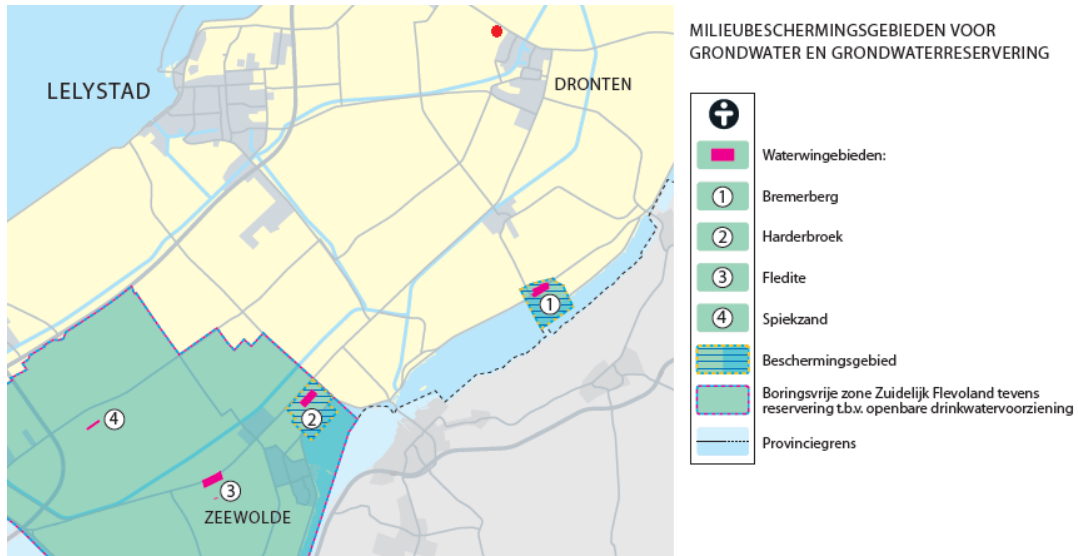 LELYSTAD
DRONTEN
1
4
2
3
ZEEWOLDE
MILIEUBESCHERMINGSGEBIEDEN VOOR
GRONDWATER EN GRONDWATERRESERVERING
Waterwingebieden:
1 Bremerberg
2 Harderbroek
3 Fledite
4 Spiekzand
Beschermingsgebied
Boringsvrije zone Zuidelijk Flevoland tevens
reservering t.b.v. openbare drinkwatervoorziening
Provinciegrens